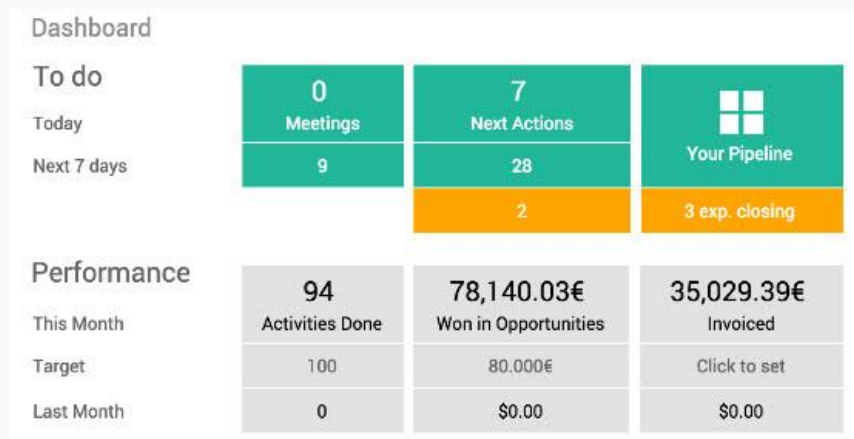 Dashboard
To do
0
7
Today
Meetings
Next Actions
Your Pipeline
Next 7 days
9
28
2
3 exp. closing
Performance
94
78,140.03€
35,029.39€
This Month
Activities Done
Won in Opportunities
Invoiced
Target
100
80.000€
Click to set
Last Month
0
$0.00
$0.00